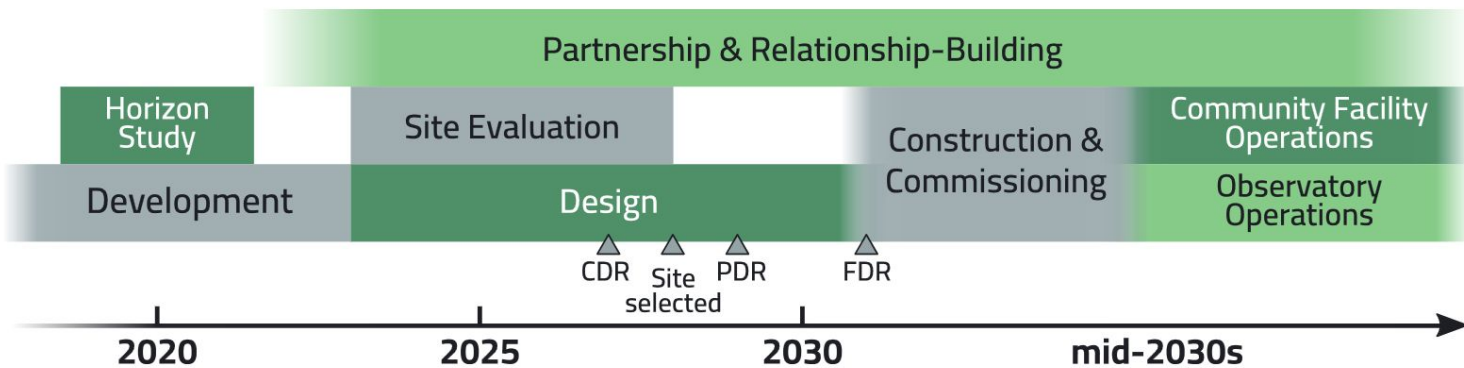 Partnership & Relationship-Building
Horizon
Study
Site Evaluation
Construction &
Commissioning
Community Facility
Operations
Development
Design
Observatory
Operations
CDR
Site
selected
PDR
FDR
2020
2025
2030
mid-2030s